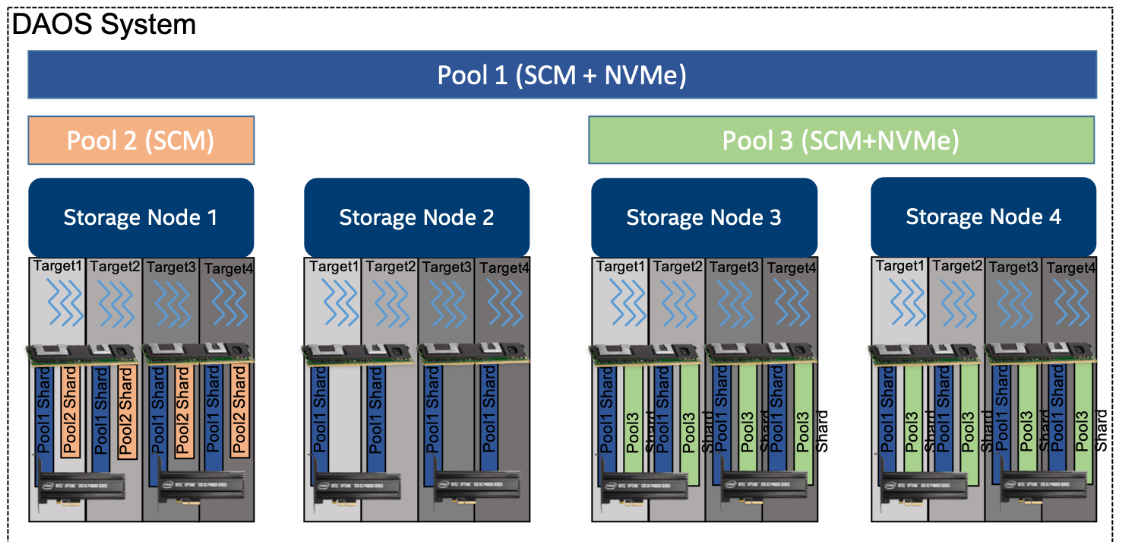 DAOS System
Pool 1 (SCM + NVMe)
Pool 2 (SCM)
Pool 3 (SCM+NVMe)
Storage Node 1
Storage Node 2
Storage Node 3
Storage Node 4
Target1
Target2
Target3
Target4
Target1
Target2
Target3
Target4
Target1
Target2
Target3
Target4
Target1
Target2
Target3
Target4
Pool1 Shard
Pool2 Shard
Pool1 Shard
Pool2 Shard
Pool1 Shard
Pool2 Shard
Pool1 Shard
Pool2 Shard
Pool1 Shard
Pool1 Shard
Pool1 Shard
Pool1 Shard
Pool1 Shard
Pool3
Shard
Pool1 Shard
Pool3
Shard
Pool1 Shard
Pool3
Shard
Pool1 Shard
Pool3
Shard
Pool1 Shard
Pool3
Shard
Pool1 Shard
Pool3
Shard
Pool1 Shard
Pool3
Shard
Pool1 Shard
Pool3
Shard